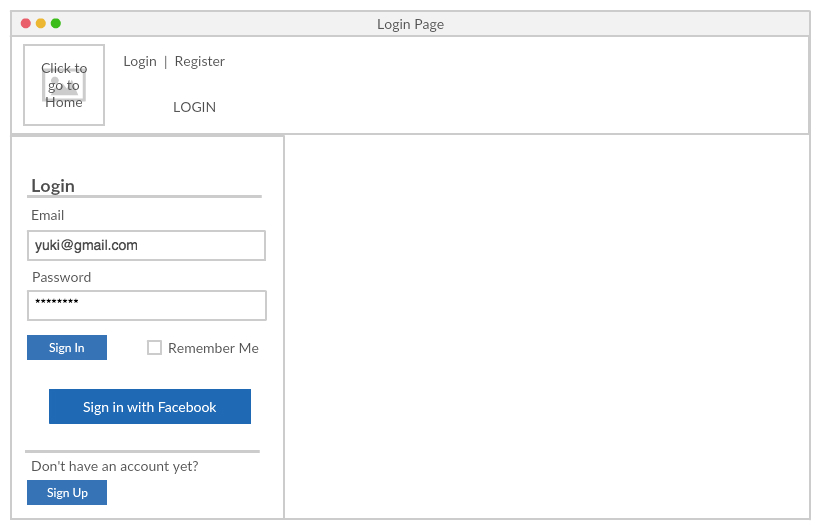 Login Page
Click to
go to
Home
Login | Register
LOGIN
Login
Email
yuki@gmail.com
Password
********
Sign In
Remember Me
Sign in with Facebook
Don't have an account yet?
Sign Up